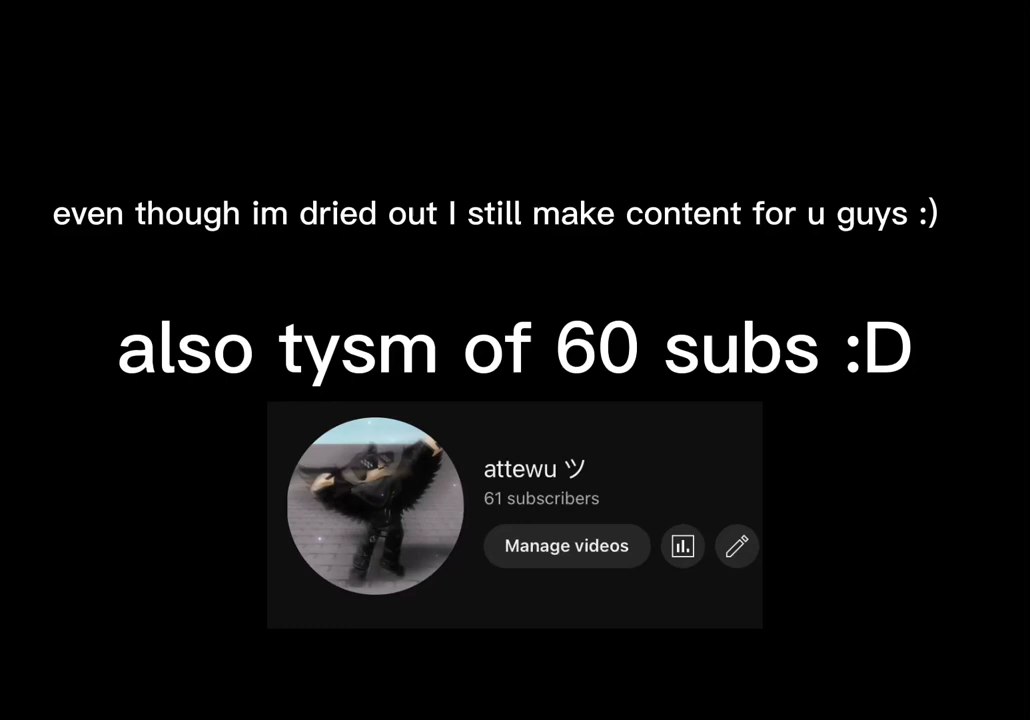 even though im dried out I still make content for u guys :)
also tysm of 60 subs :D
attewu ツ
61 subscribers
Manage videos